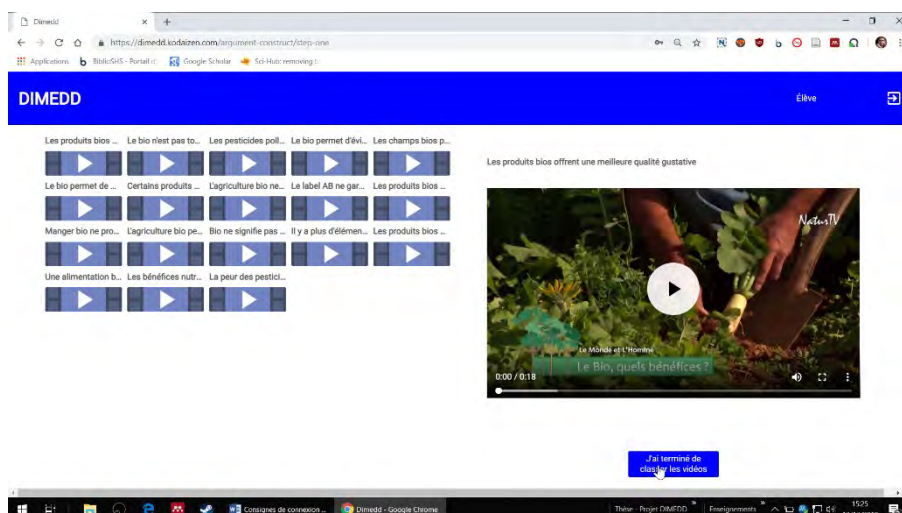 Dimedd
https://dimedd.kodaizen.com/argument-construct/step-one
Applications
BiblioSHS - Portail d'
Google Scholar
Sci-Hub: removing
DIMEDD
Élève
Les produits bios ...
Le bio n'est pas to...
Les pesticides poll...
Le bio permet d'évi...
Les champs bios p...
Le bio permet de ...
Certains produits ...
L'agriculture bio ne...
Le label AB ne gar...
Les produits bios ...
Manger bio ne pro...
L'agriculture bio pe...
Bio ne signifie pas ...
Il y a plus d'élémen...
Les produits bios ...
Une alimentation b...
Les bénéfices nutr...
La peur des pestici...
Les produits bios offrent une meilleure qualité gustative
NaturTV
Le Monde et L'Homme
Le Bio, quels bénéfices ?
0:00 / 0:18
J'ai terminé de
classer les vidéos
Consignes de connexion ...
Dimedd - Google Chrome
Thèse - Projet DIMEDD
Enseignements
15:25